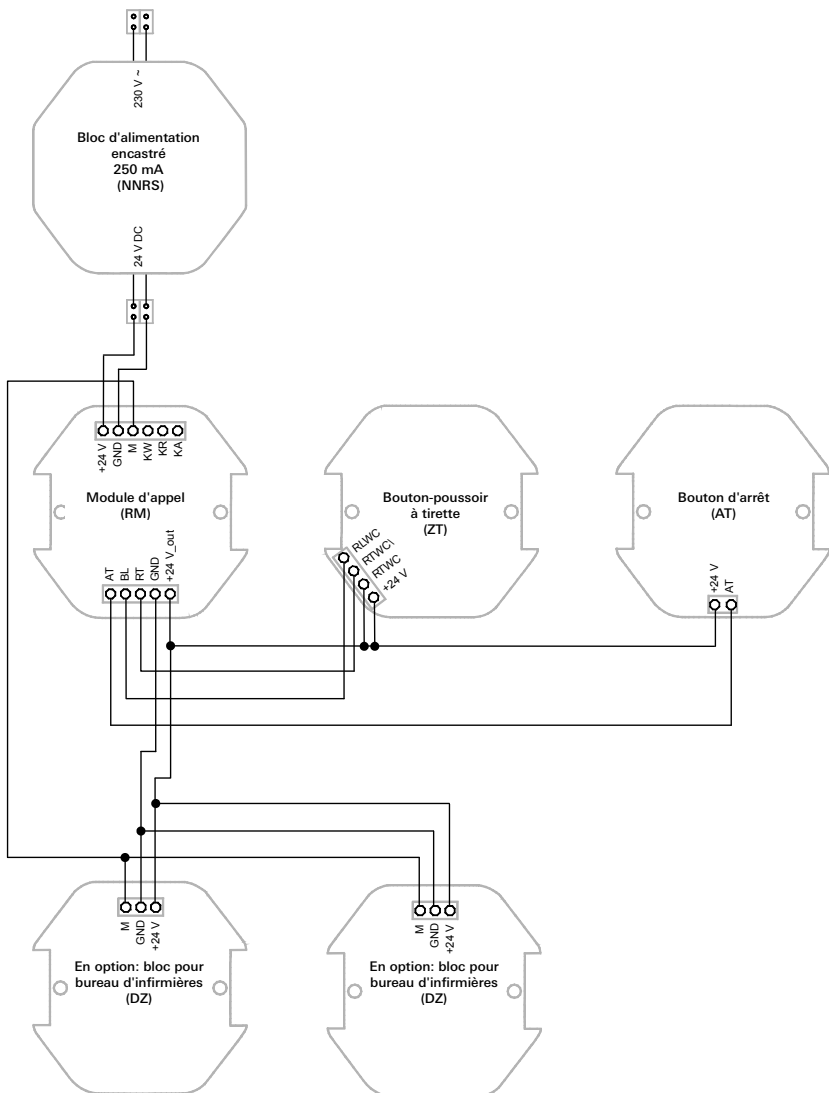 230 V ~
Bloc d'alimentation
encastré
250 mA
(NNRS)
24 V DC
+24 V
GND
M
KW
KR
KA
Module d'appel
(RM)
AT
BL
RT
GND
+24 V_out
Bouton-poussoir
à tirette
(ZT)
RLWC
RTWC\
RTWC
+24 V
Bouton d'arrêt
(AT)
+24 V
AT
M
GND
+24 V
En option: bloc pour
bureau d'infirmières
(DZ)
M
GND
+24 V
En option: bloc pour
bureau d'infirmières
(DZ)